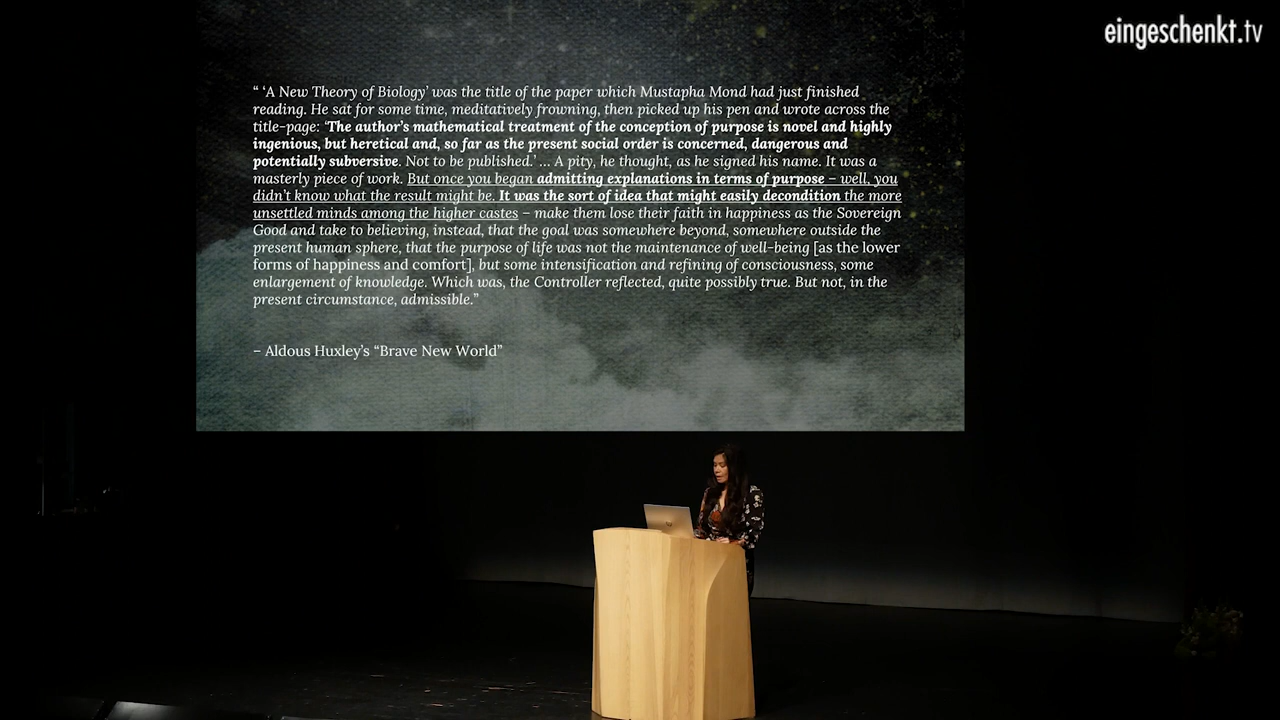 eingeschenkt.tv
“ ‘A New Theory of Biology’ was the title of the paper which Mustapha Mond had just finished
reading. He sat for some time, meditatively frowning, then picked up his pen and wrote across the
title-page: ‘The author’s mathematical treatment of the conception of purpose is novel and highly
ingenious, but heretical and, so far as the present social order is concerned, dangerous and
potentially subversive. Not to be published.’ ... A pity, he thought, as he signed his name. It was a
masterly piece of work. But once you began admitting explanations in terms of purpose – well, you
didn’t know what the result might be. It was the sort of idea that might easily decondition the more
unsettled minds among the higher castes – make them lose their faith in happiness as the Sovereign
Good and take to believing, instead, that the goal was somewhere beyond, somewhere outside the
present human sphere, that the purpose of life was not the maintenance of well-being [as the lower
forms of happiness and comfort], but some intensification and refining of consciousness, some
enlargement of knowledge. Which was, the Controller reflected, quite possibly true. But not, in the
present circumstance, admissible.”
– Aldous Huxley’s “Brave New World”